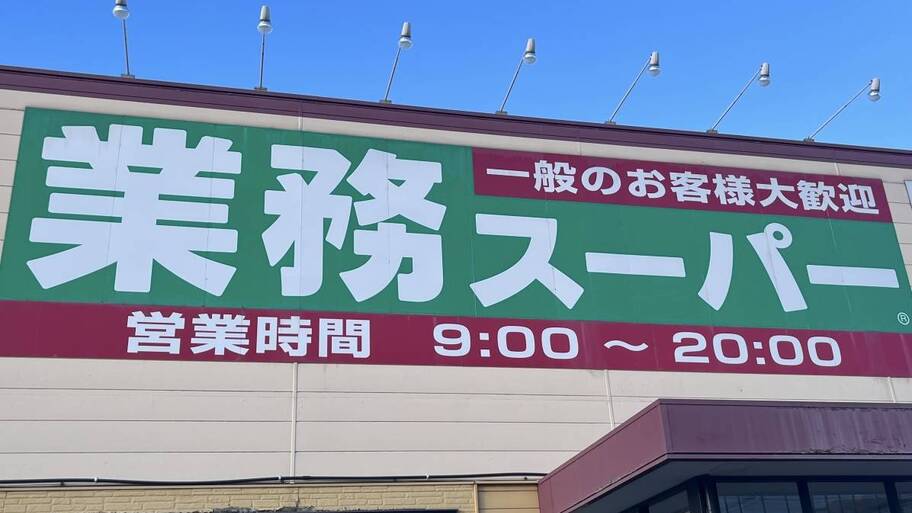 業務スーパー
一般のお客様大歓迎
®
営業時間 9:00 ～ 20:00